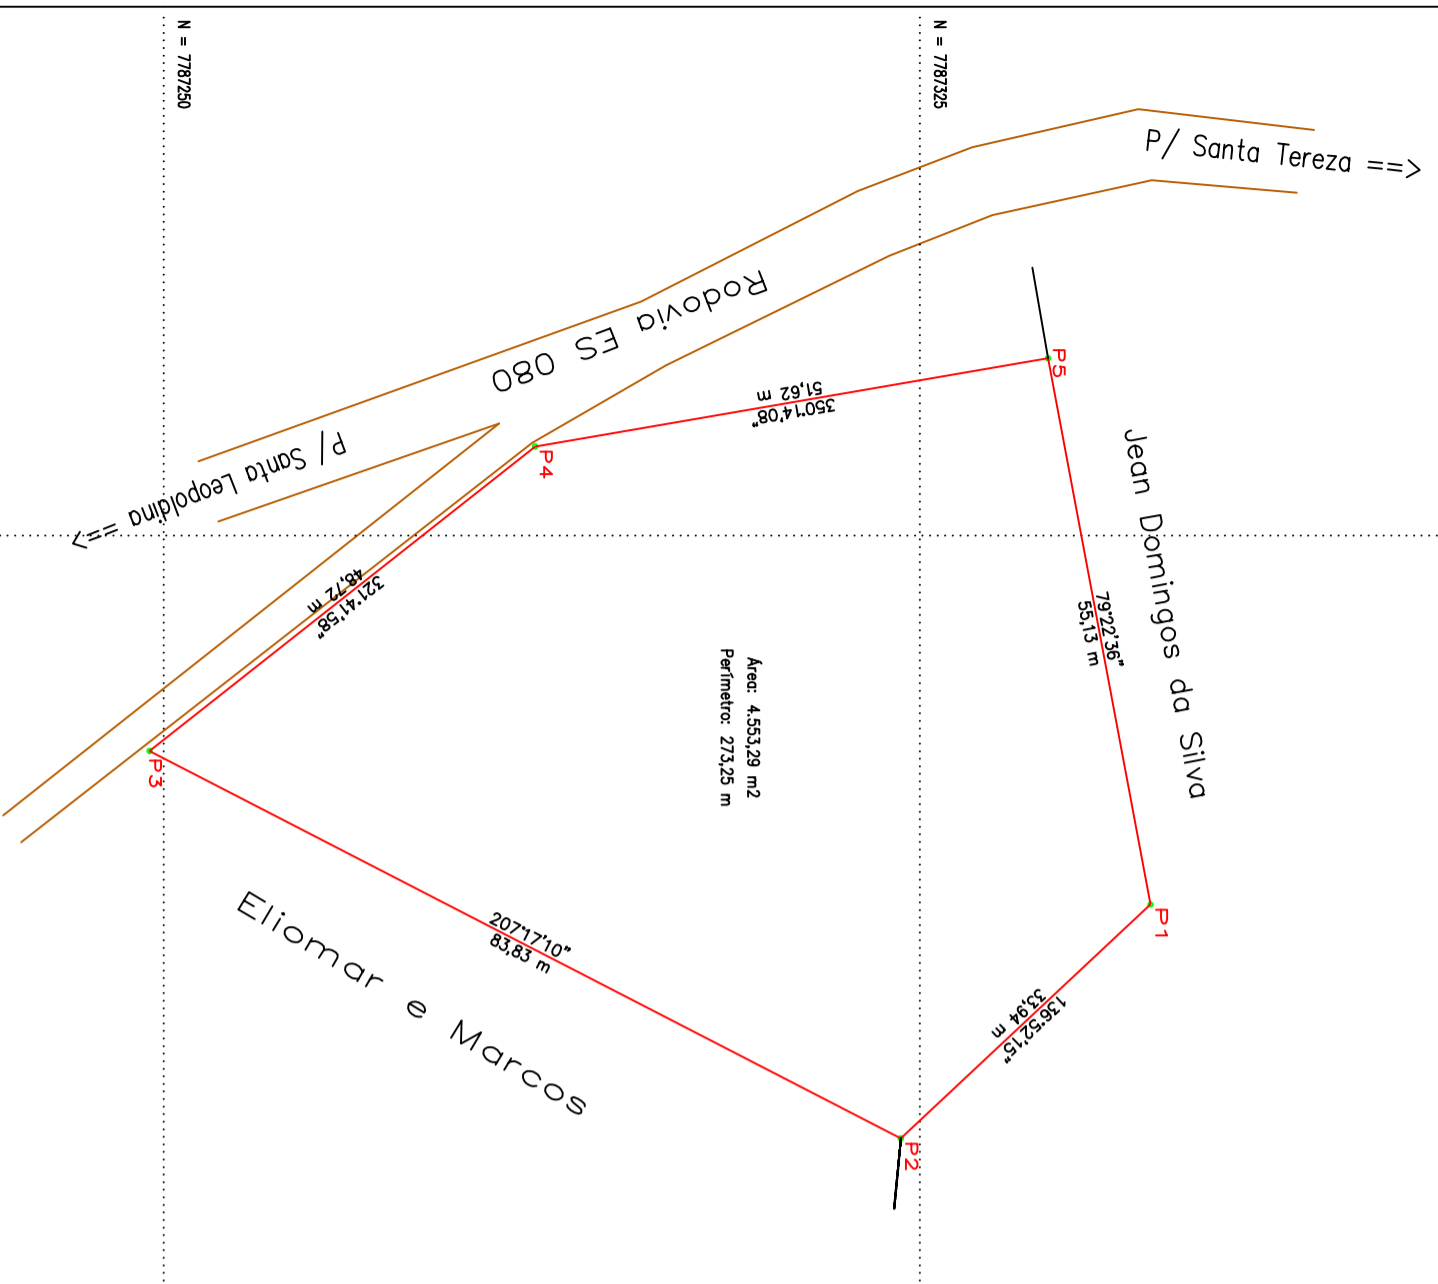 N = 7787250
N = 7787325
P/ Santa Tereza ==>
Rodovia ES 080
P/ Santa Leopoldina ==>
P5
350°14'08"
51,62 m
P4
Jean Domingos da Silva
79°22'36"
55,13 m
321°41'58"
48,72 m
Área: 4.553,29 m2
Perímetro: 273,25 m
P3
P1
207°17'10"
83,83 m
136°52'15"
33,94 m
Eliomar e Marcos
P2